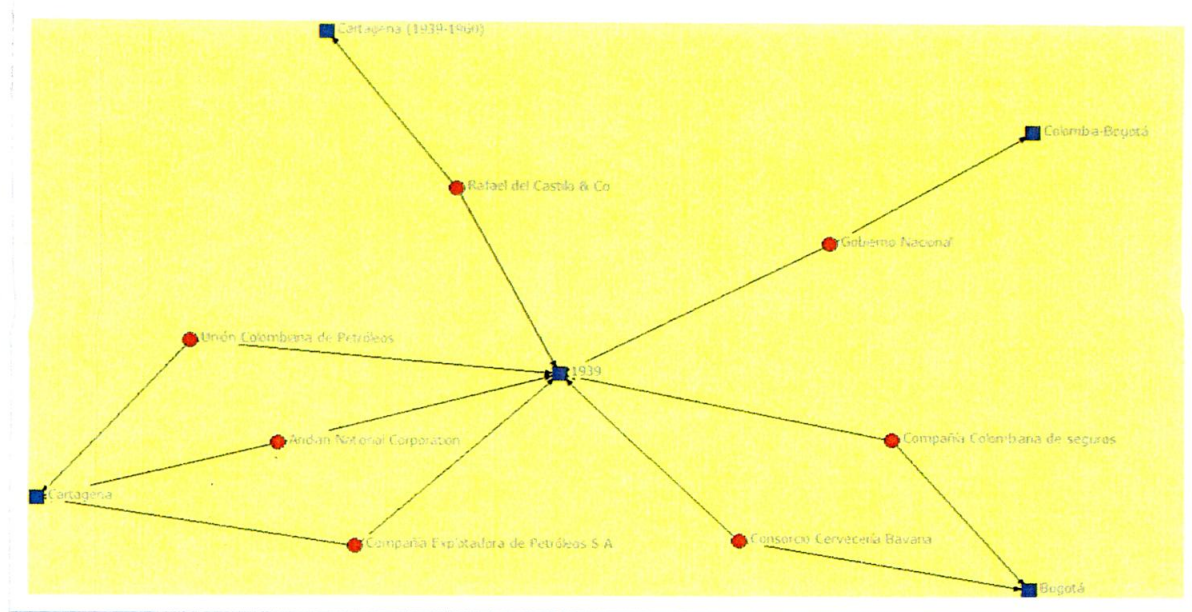 Cartagena (1939-1960)
Colombia-Bogotá
Rafael del Castillo & Co
Gobierno Nacional
Unión Colombiana de Petróleos
1939
Andian National Corporation
Compañía Colombiana de seguros
Cartagena
Compañía Explotadora de Petróleos S A
Consorcio Cervecería Bavaria
Bogotá